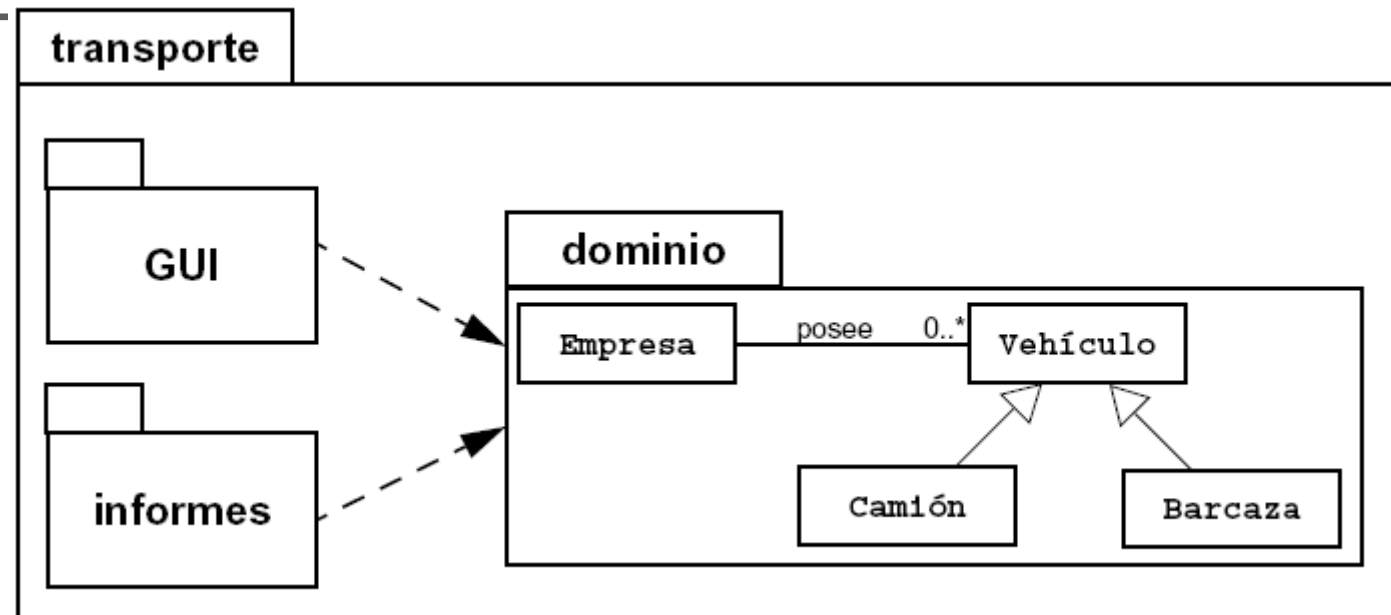 transporte
GUI
dominio
Empresa
posee
0..*
Vehículo
informes
Camión
Barcaza